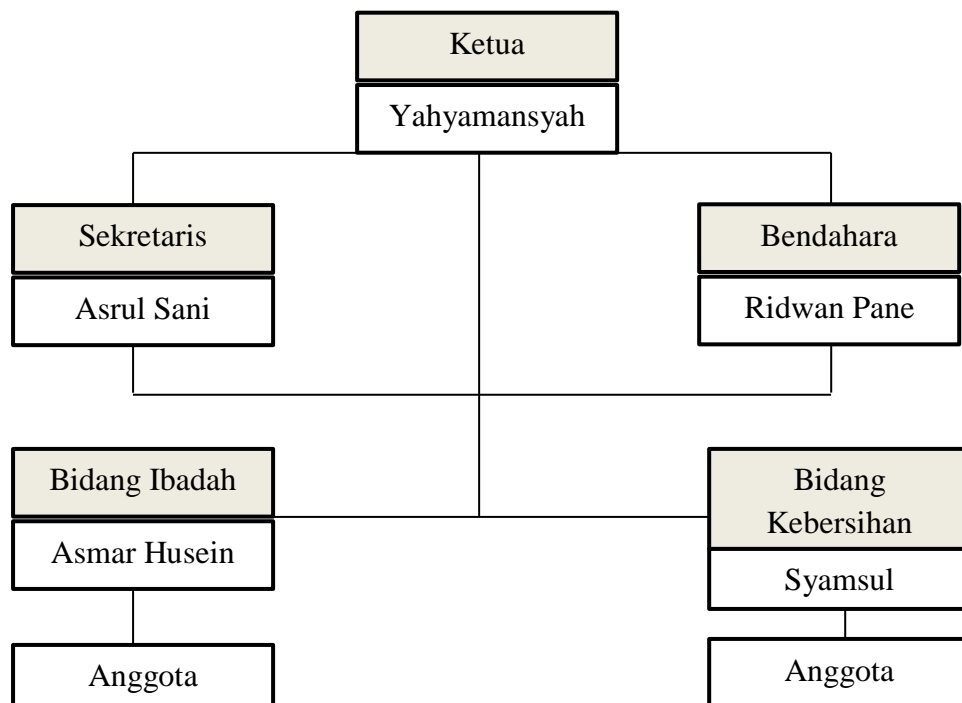 Ketua
Yahyamansyah
Sekretaris
Asrul Sani
Bendahara
Ridwan Pane
Bidang Ibadah
Asmar Husein
Bidang
Kebersihan
Syamsul
Anggota
Anggota